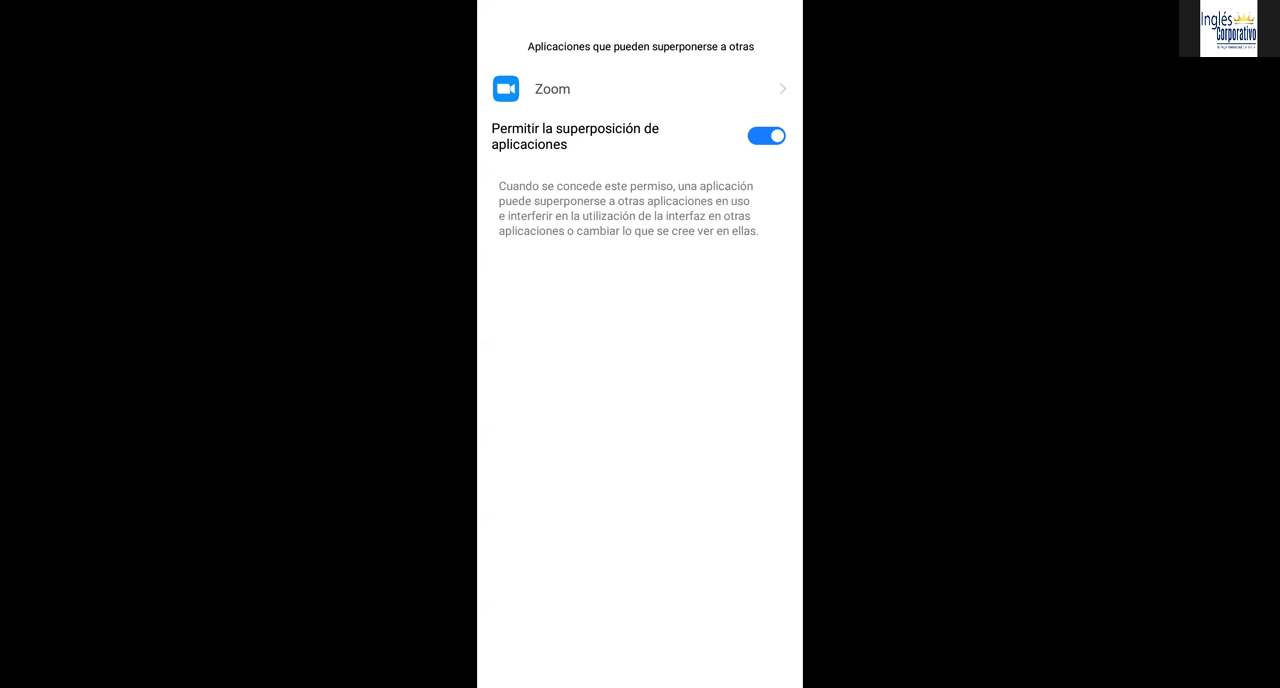 Aplicaciones que pueden superponerse a otras
Inglés
Corporativo
Zoom
Permitir la superposición de
aplicaciones
Cuando se concede este permiso, una aplicación
puede superponerse a otras aplicaciones en uso
e interferir en la utilización de la interfaz en otras
aplicaciones o cambiar lo que se cree ver en ellas.